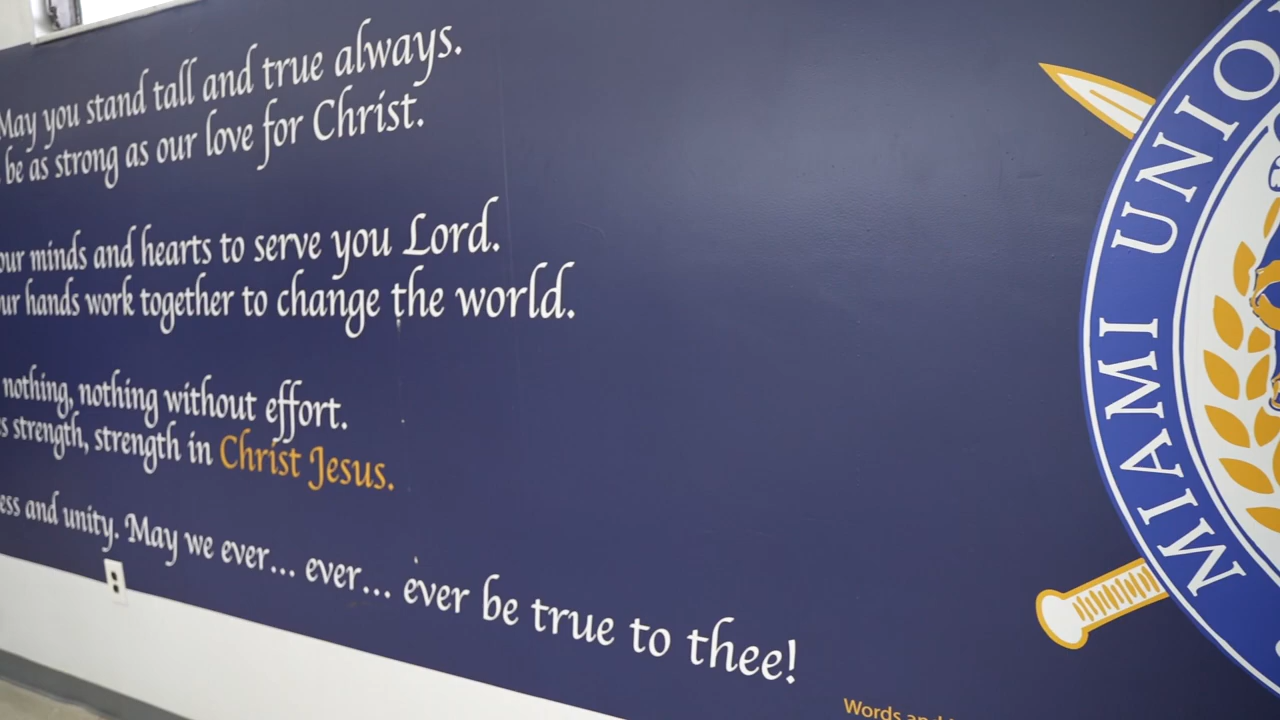 May you stand tall and true always.
be as strong as our love for Christ.
our minds and hearts to serve you Lord.
hands work together to change the world.
nothing, nothing without effort.
strength, strength in Christ Jesus.
and unity. May we ever... ever... ever be true to thee!
Words and
MIAMI UNIO